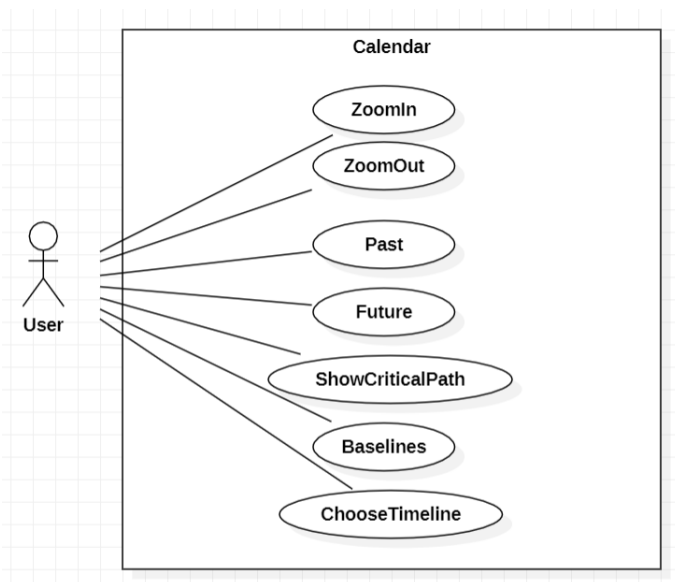 Calendar
ZoomIn
ZoomOut
Past
Future
User
ShowCriticalPath
Baselines
ChooseTimeline